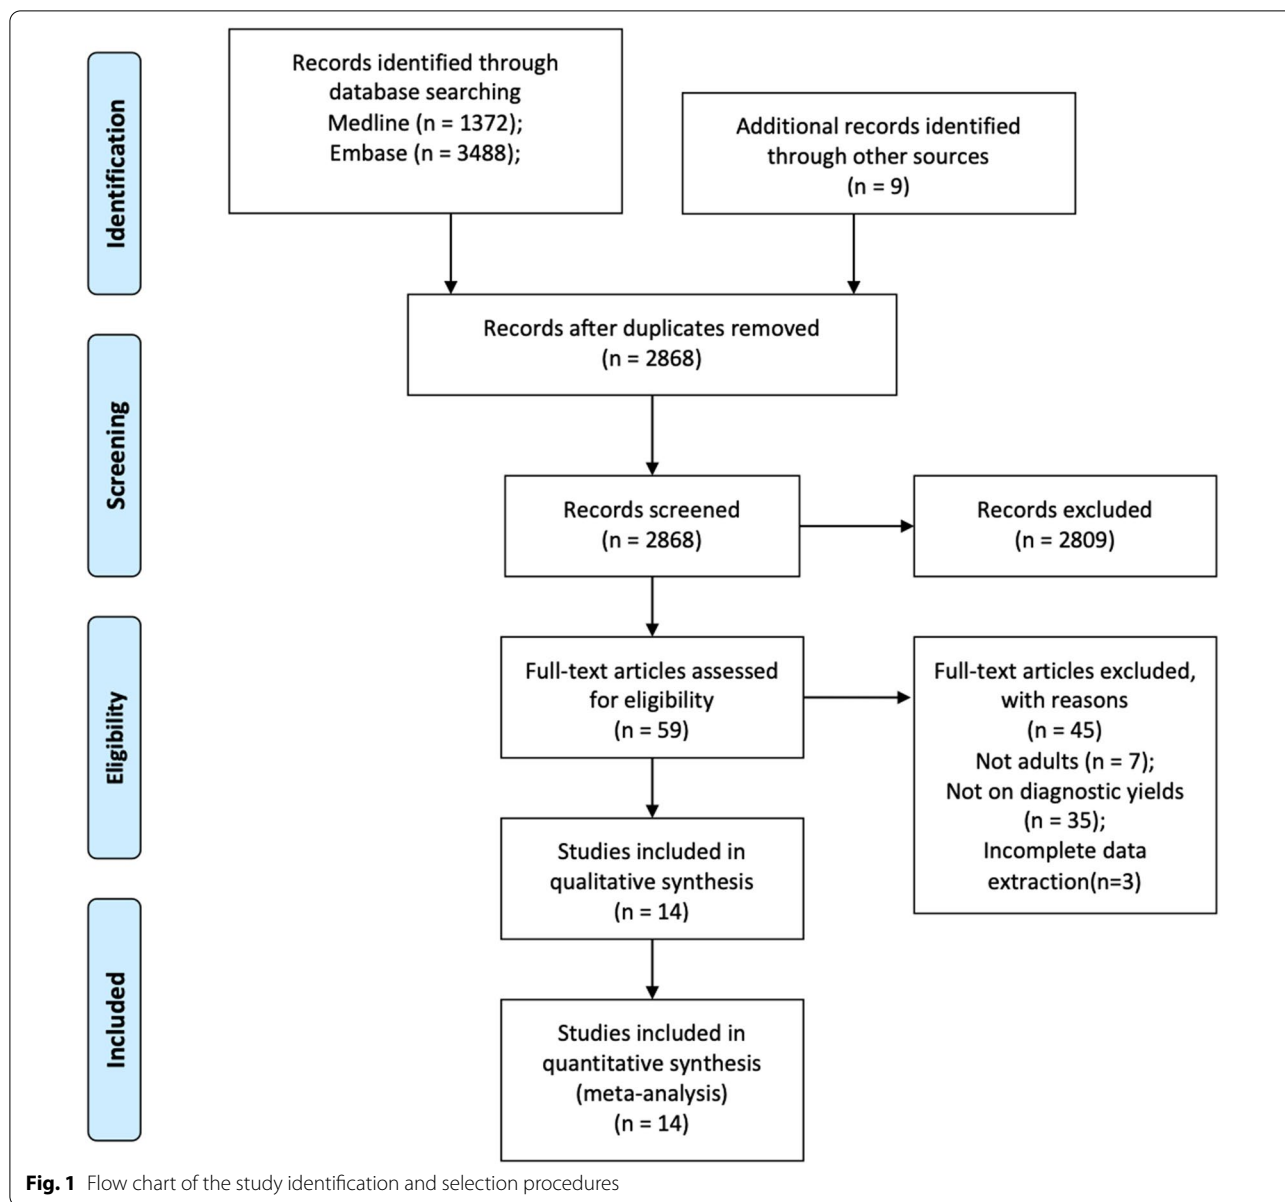 Identification
Records identified through
database searching
Medline (n = 1372);
Embase (n = 3488);
Additional records identified
through other sources
(n = 9)
Records after duplicates removed
(n = 2868)
Screening
Records screened
(n = 2868)
Records excluded
(n = 2809)
Eligibility
Full-text articles assessed
for eligibility
(n = 59)
Full-text articles excluded,
with reasons
(n = 45)
Not adults (n = 7);
Not on diagnostic yields
(n = 35);
Incomplete data
extraction(n=3)
Studies included in
qualitative synthesis
(n = 14)
Included
Studies included in
quantitative synthesis
(meta-analysis)
(n = 14)
Fig. 1 Flow chart of the study identification and selection procedures